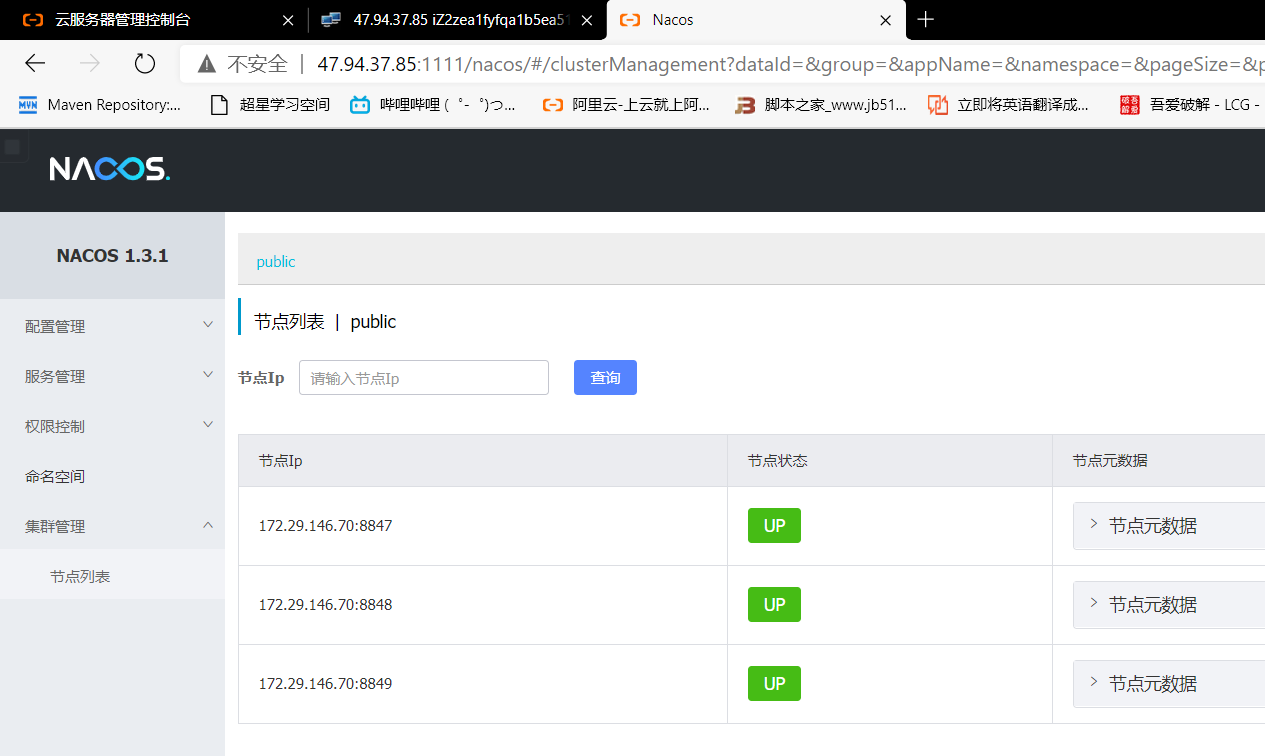 云服务器管理控制台 47.94.37.85 iZ2zea1fyfqa1b5ea51 Nacos
不安全 | 47.94.37.85:1111/nacos/#/clusterManagement?dataId=&group=&appName=&namespace=&pageSize=&p
MVN Maven Repository:... 超星学习空间 哔哩哔哩 ( ゜- ゜)つ... 阿里云-上云就上阿... 脚本之家_www.jb51... 立即将英语翻译成... 吾爱破解 - LCG -
NACOS.
NACOS 1.3.1
public
配置管理
节点列表 | public
服务管理
节点Ip 请输入节点Ip 查询
权限控制
命名空间
集群管理
节点列表
节点Ip 节点状态 节点元数据
172.29.146.70:8847 UP 节点元数据
172.29.146.70:8848 UP 节点元数据
172.29.146.70:8849 UP 节点元数据